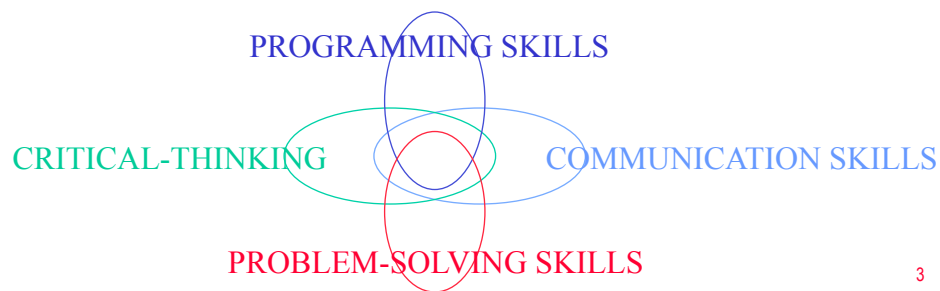 PROGRAMMING SKILLS
CRITICAL-THINKING
COMMUNICATION SKILLS
PROBLEM-SOLVING SKILLS
3